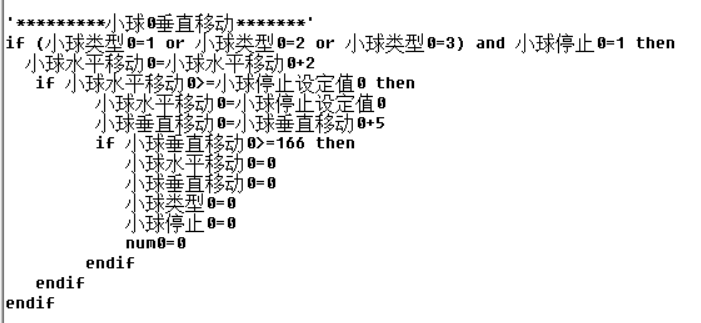 '*********小球0垂直移动*******'
if (小球类型0=1 or 小球类型0=2 or 小球类型0=3) and 小球停止0=1 then
小球水平移动0=小球水平移动0+2
if 小球水平移动0>=小球停止设定值0 then
小球水平移动0=小球停止设定值0
小球垂直移动0=小球垂直移动0+5
if 小球垂直移动0>=166 then
小球水平移动0=0
小球垂直移动0=0
小球类型0=0
小球停止0=0
num0=0
endif
endif
endif